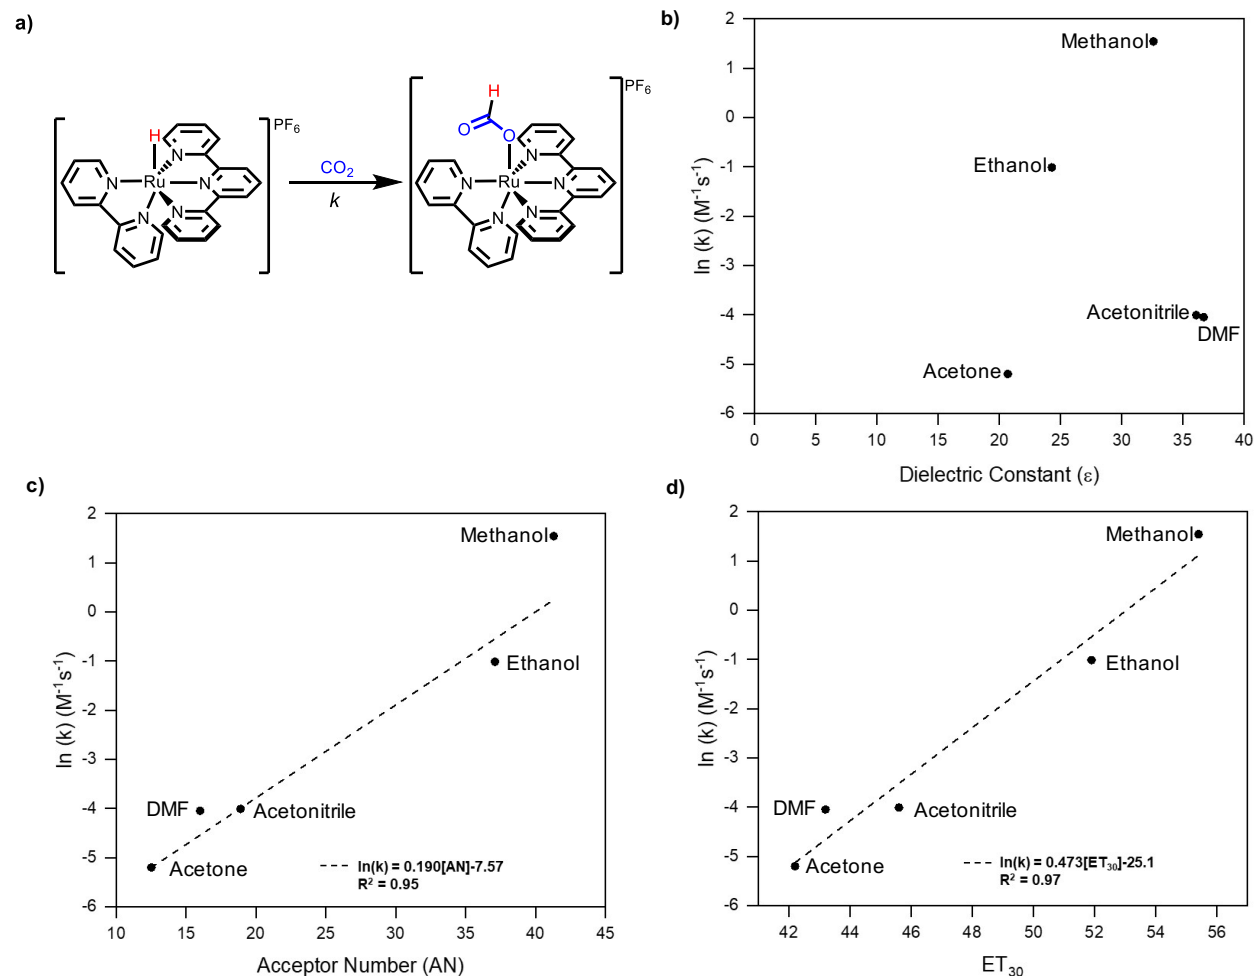 a)
[
H
N
N
N
Ru
N
N
]
PF6
CO2
k
[
H
O
O
N
N
N
Ru
N
N
]
PF6
b)
2
1
0
-1
-2
-3
-4
-5
-6
ln (k) (M-1s-1)
Methanol
Ethanol
Acetonitrile
DMF
Acetone
0 5 10 15 20 25 30 35 40
Dielectric Constant (ε)
c)
2
1
0
-1
-2
-3
-4
-5
-6
ln (k) (M-1s-1)
Methanol
Ethanol
DMF
Acetonitrile
Acetone
ln(k) = 0.190[AN]-7.57
R2 = 0.95
10 15 20 25 30 35 40 45
Acceptor Number (AN)
d)
2
1
0
-1
-2
-3
-4
-5
-6
ln (k) (M-1s-1)
Methanol
Ethanol
DMF
Acetonitrile
Acetone
ln(k) = 0.473[ET30]-25.1
R2 = 0.97
42 44 46 48 50 52 54 56
ET30